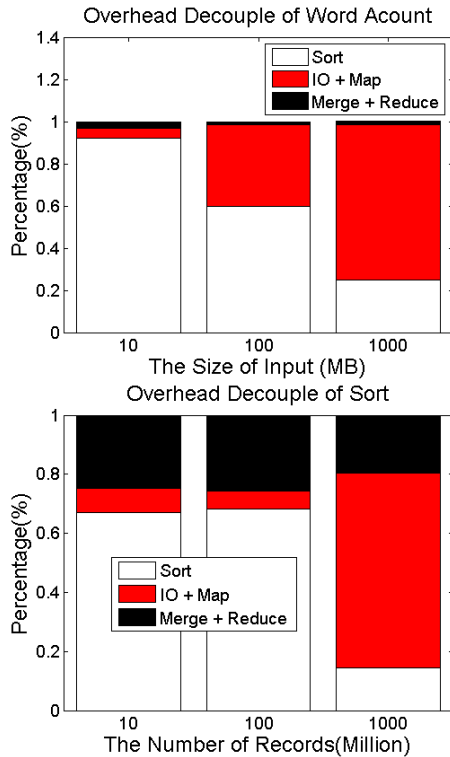 Overhead Decouple of Word Acount
1.4
1.2
1
0.8
0.6
0.4
0.2
0
Percentage(%)
Sort
IO + Map
Merge + Reduce
10
100
1000
The Size of Input (MB)
Overhead Decouple of Sort
1
0.8
0.6
0.4
0.2
0
Percentage(%)
Sort
IO + Map
Merge + Reduce
10
100
1000
The Number of Records(Million)